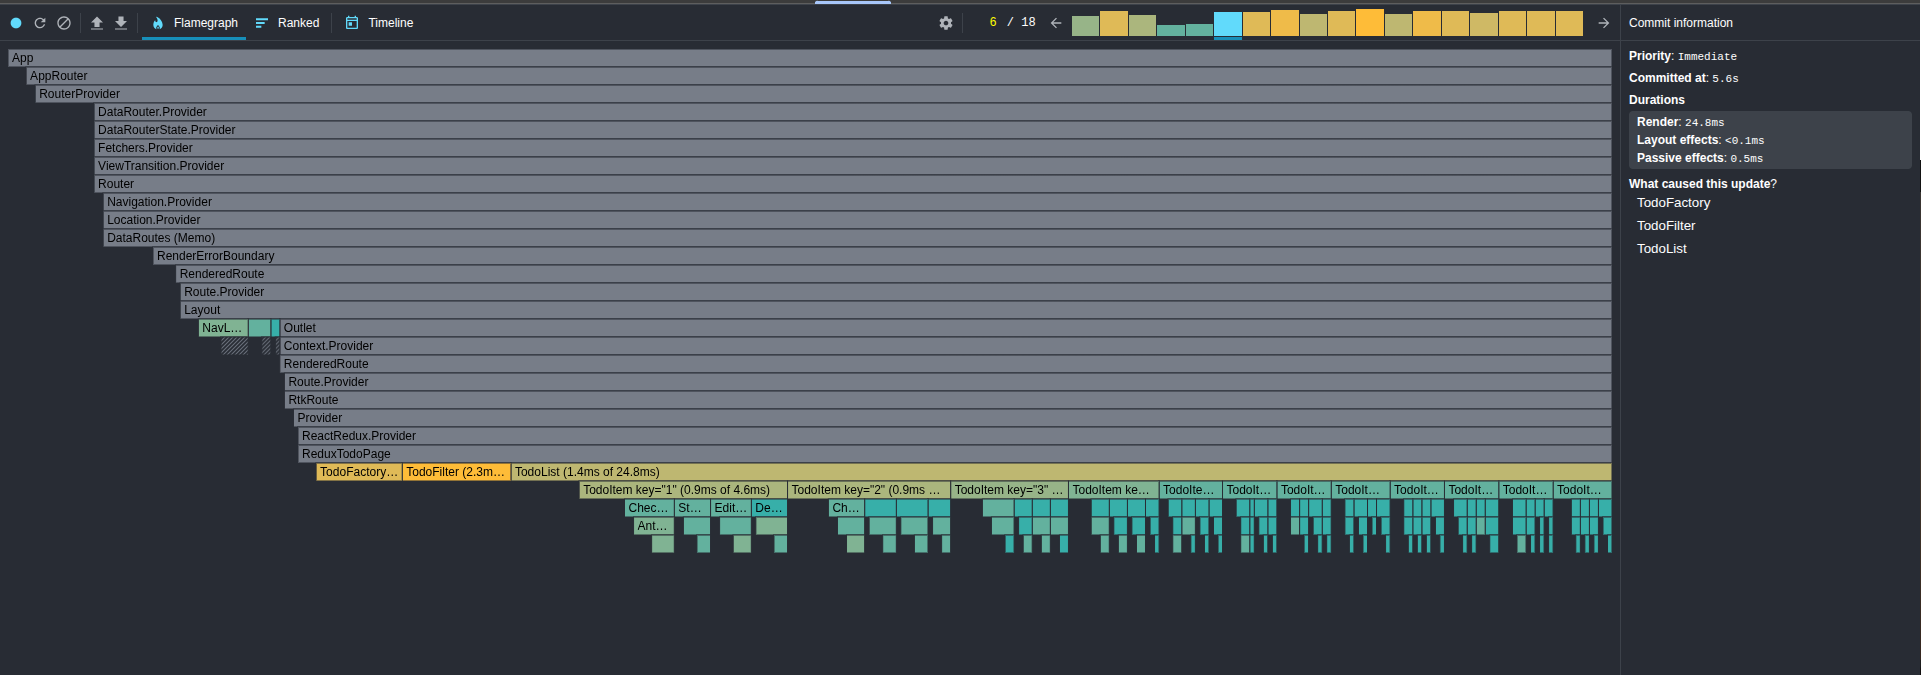 Flamegraph Ranked Timeline 6 / 18 Commit information
App
AppRouter
RouterProvider
DataRouter.Provider
DataRouterState.Provider
Fetchers.Provider
ViewTransition.Provider
Router
Navigation.Provider
Location.Provider
DataRoutes (Memo)
RenderErrorBoundary
RenderedRoute
Route.Provider
Layout
NavL… Outlet
Context.Provider
RenderedRoute
Route.Provider
RtkRoute
Provider
ReactRedux.Provider
ReduxTodoPage
TodoFactory… TodoFilter (2.3m… TodoList (1.4ms of 24.8ms)
TodoItem key="1" (0.9ms of 4.6ms) TodoItem key="2" (0.9ms … TodoItem key="3" … TodoItem ke… TodoIte… TodoIt… TodoIt… TodoIt… TodoIt… TodoIt… TodoIt… TodoIt…
Chec… St… Edit… De… Ch…
Ant…
Priority: Immediate
Committed at: 5.6s
Durations
Render: 24.8ms
Layout effects: <0.1ms
Passive effects: 0.5ms
What caused this update?
TodoFactory
TodoFilter
TodoList